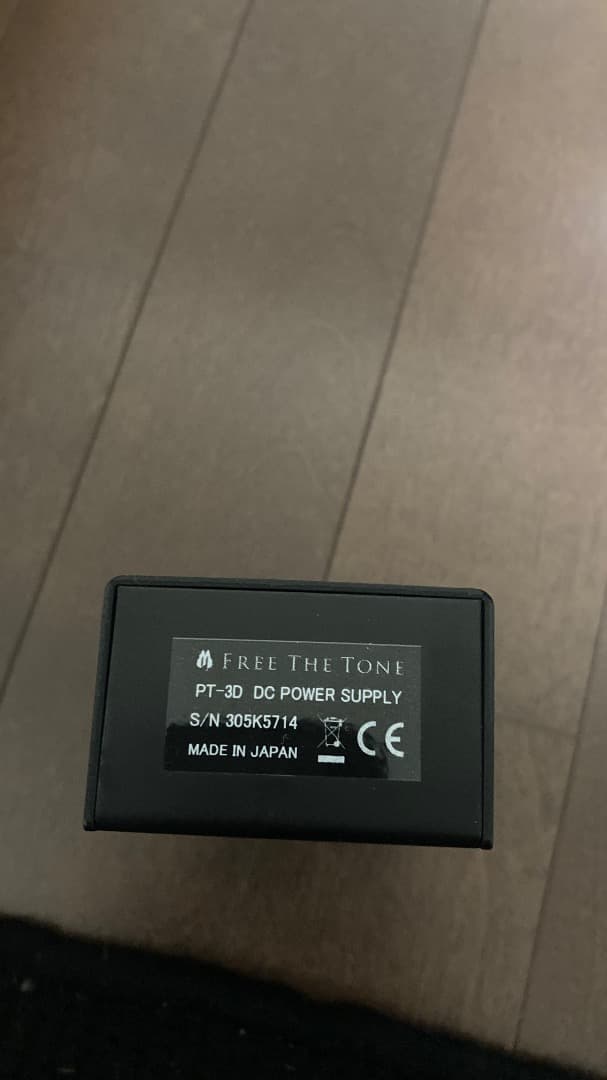 FREE THE TONE
PT-3D DC POWER SUPPLY
S/N 305K5714
MADE IN JAPAN
CE